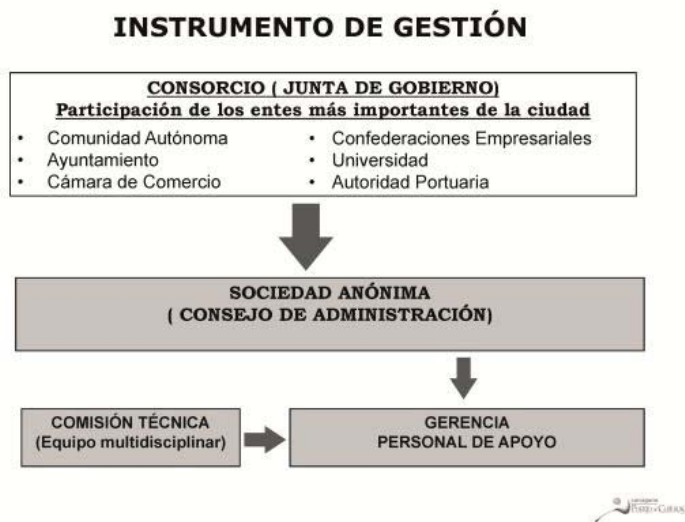 INSTRUMENTO DE GESTIÓN
CONSORCIO ( JUNTA DE GOBIERNO)
Participación de los entes más importantes de la ciudad
• Comunidad Autónoma
• Ayuntamiento
• Cámara de Comercio
• Confederaciones Empresariales
• Universidad
• Autoridad Portuaria
SOCIEDAD ANÓNIMA
( CONSEJO DE ADMINISTRACIÓN)
COMISIÓN TÉCNICA
(Equipo multidisciplinar)
GERENCIA
PERSONAL DE APOYO